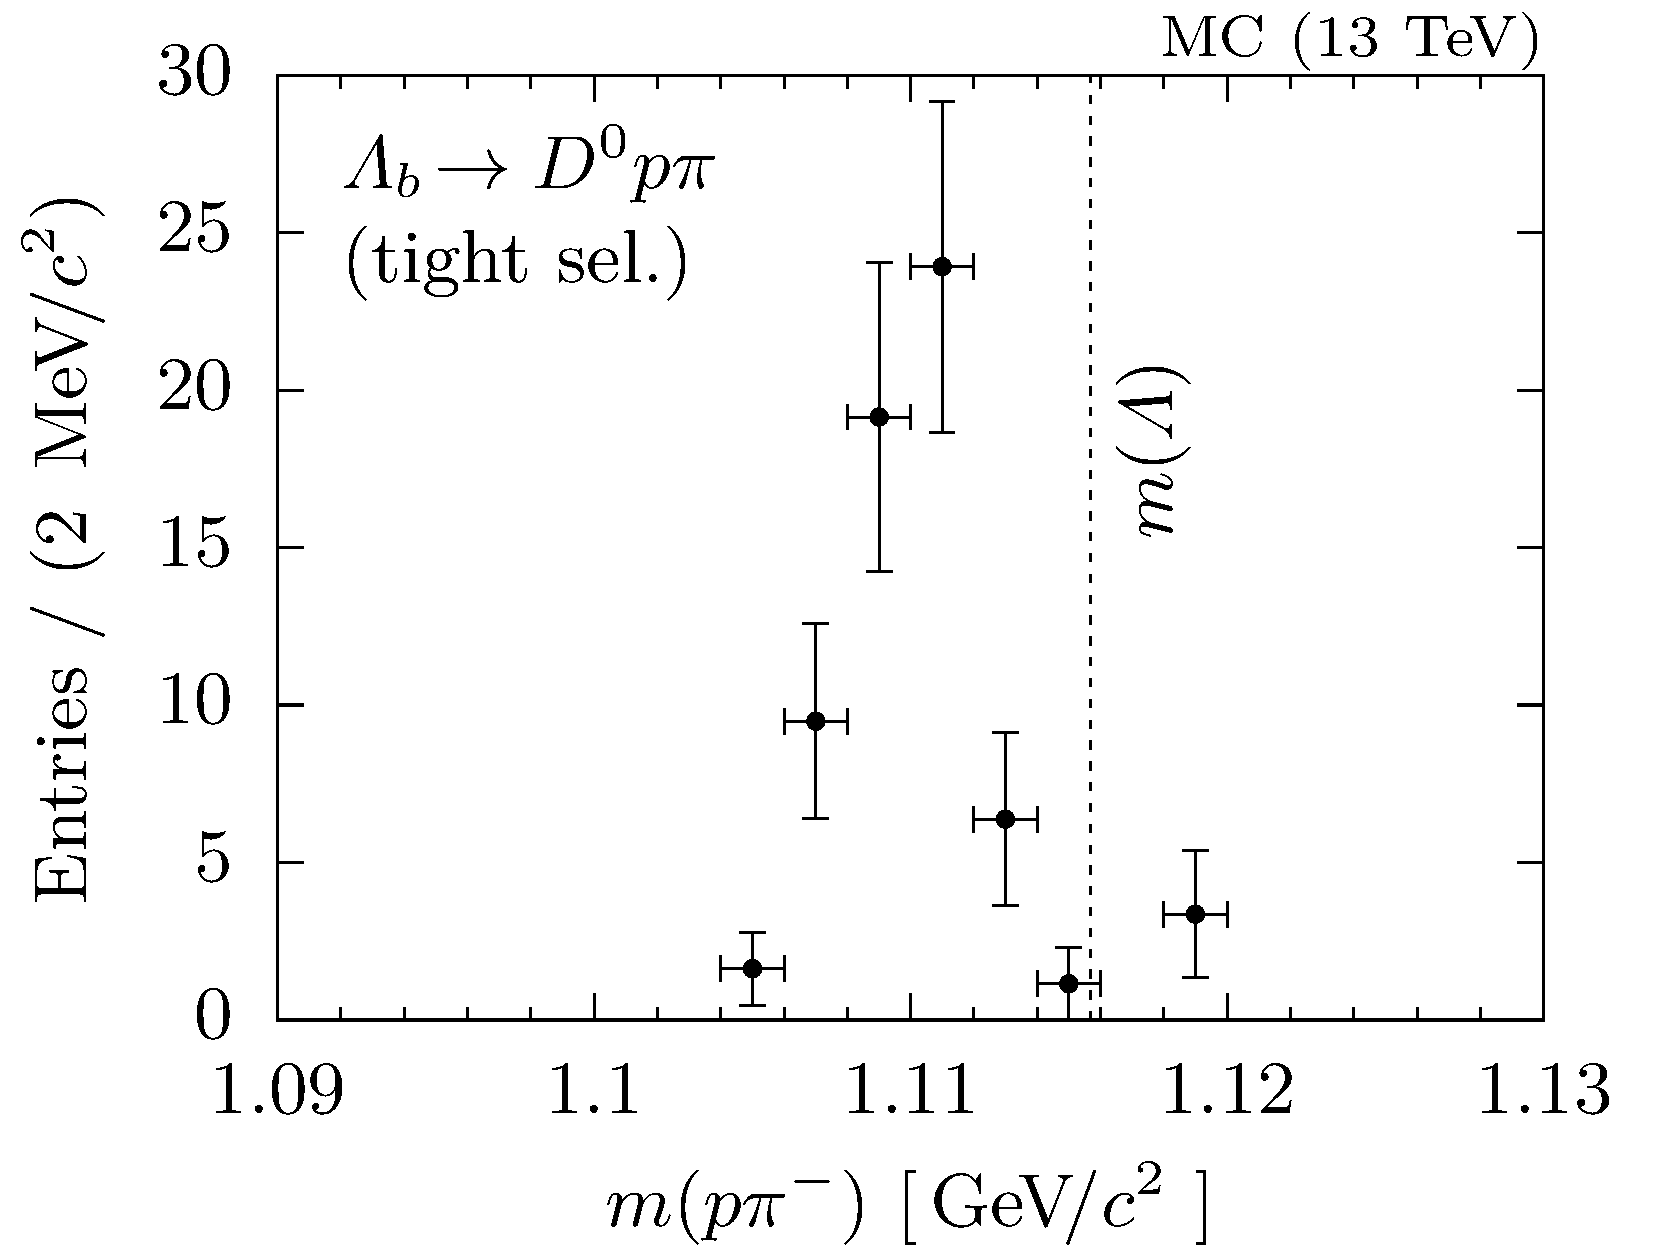 MC (13 TeV)
Λ_b → D⁰pπ
(tight sel.)
m(Λ)
Entries / (2 MeV/c²)
30
25
20
15
10
5
0
1.09 1.1 1.11 1.12 1.13
m(pπ⁻) [ GeV/c² ]